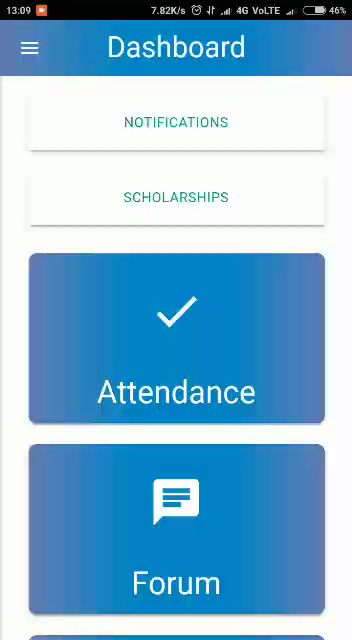 13:09 7.82K/s 4G VoLTE 46%
Dashboard
NOTIFICATIONS
SCHOLARSHIPS
Attendance
Forum